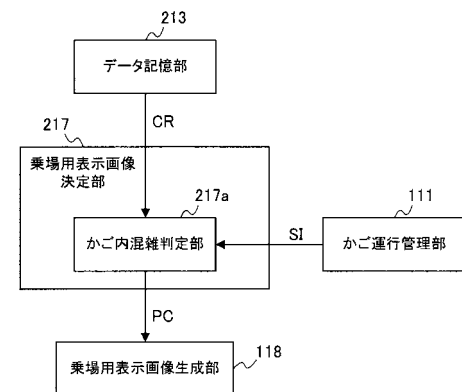 213
データ記憶部
CR
217
乗場用表示画像
決定部
217a
かご内混雑判定部
111
SI
かご運行管理部
PC
乗場用表示画像生成部
118